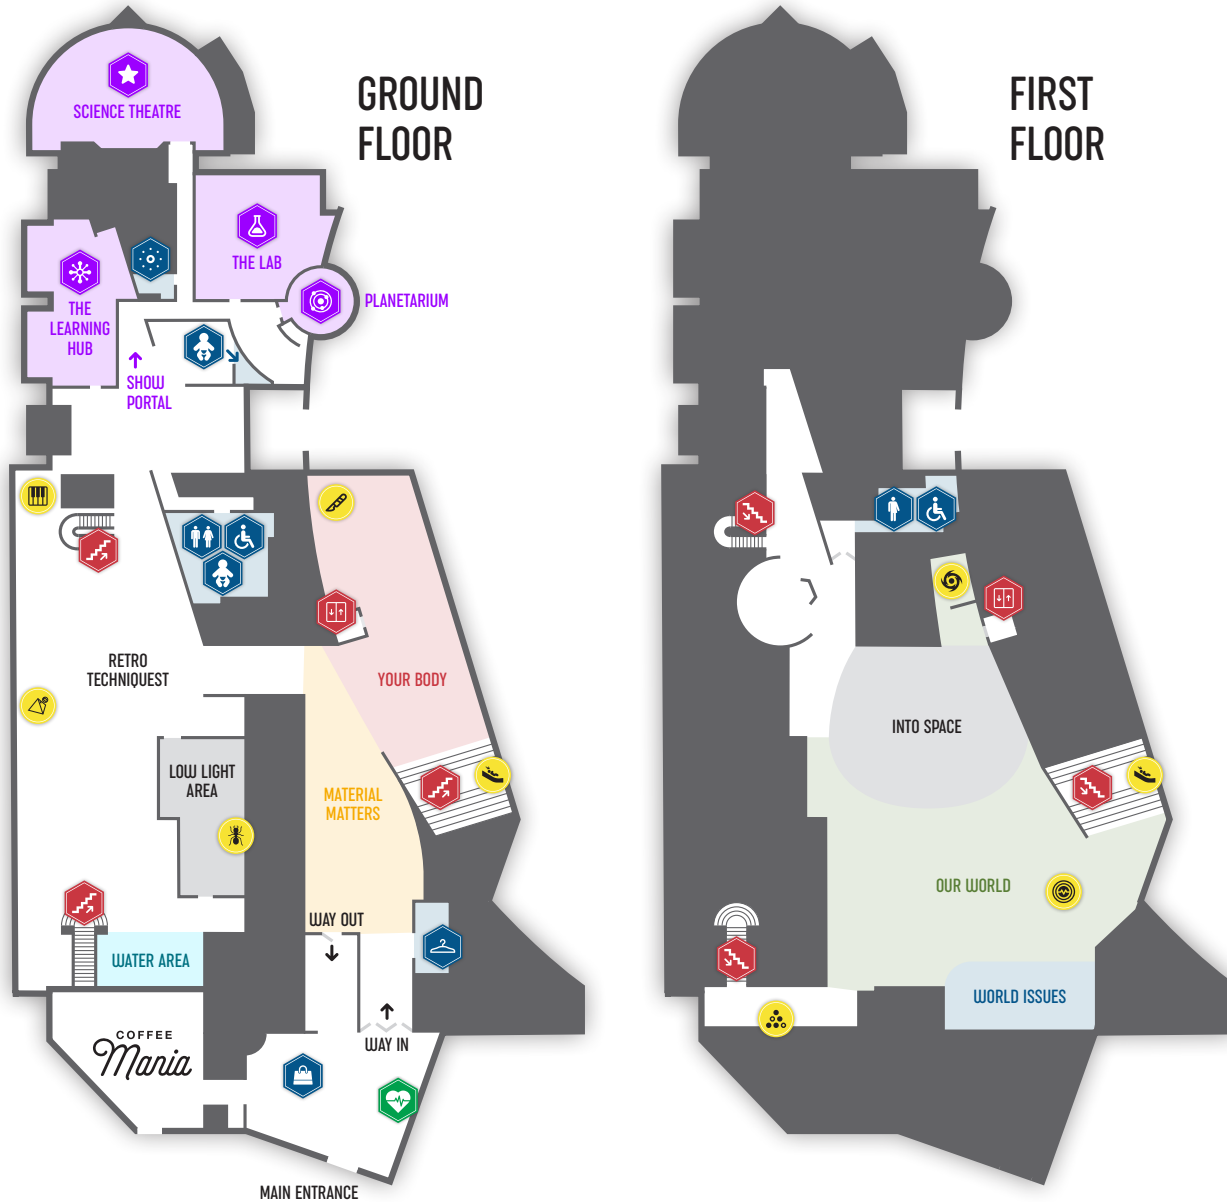 GROUND
FLOOR
FIRST
FLOOR
SCIENCE THEATRE
THE LAB
PLANETARIUM
THE
LEARNING
HUB
SHOW
PORTAL
RETRO
TECHNIQUEST
YOUR BODY
LOW LIGHT
AREA
MATERIAL
MATTERS
WAY OUT
WATER AREA
COFFEE
Mania
WAY IN
MAIN ENTRANCE
INTO SPACE
OUR WORLD
WORLD ISSUES